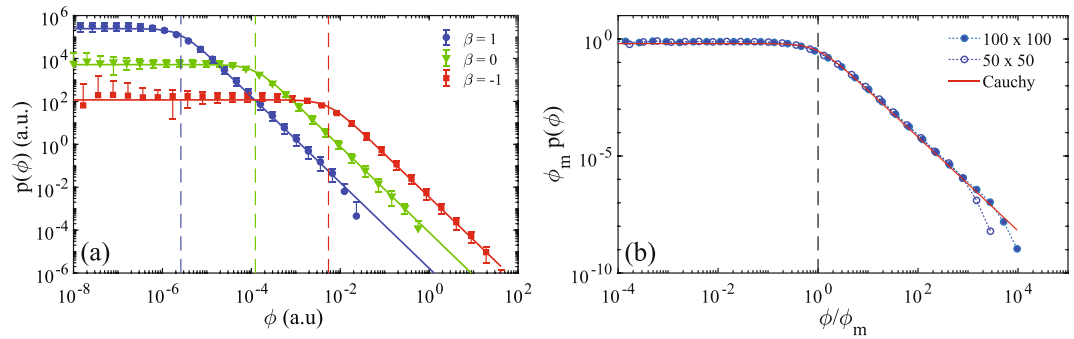 10^6
10^4
10^2
10^0
10^-2
10^-4
10^-6
p(ϕ) (a.u.)
(a)
β = 1
β = 0
β = -1
10^-8 10^-6 10^-4 10^-2 10^0 10^2
ϕ (a.u)
10^0
10^-5
10^-10
ϕ_m p(ϕ)
(b)
100 x 100
50 x 50
Cauchy
10^-4 10^-2 10^0 10^2 10^4
ϕ/ϕ_m